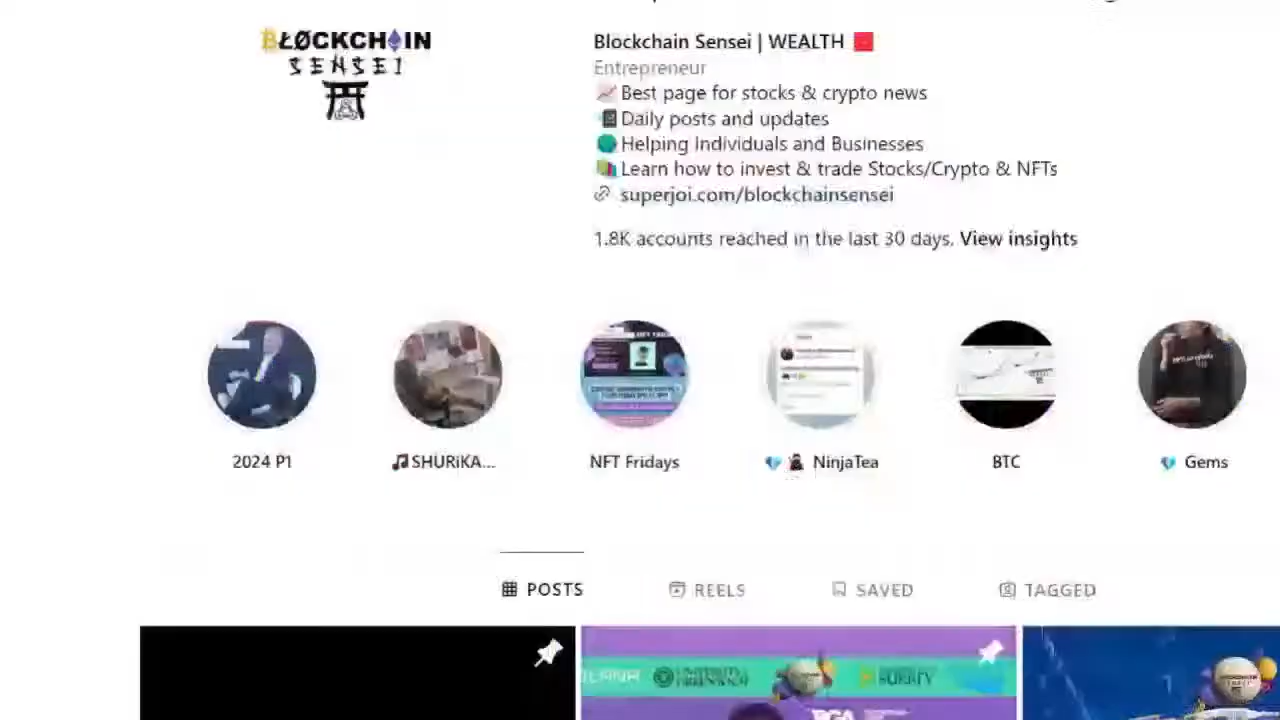 BŁØCKCHAIN
SENSEI
Blockchain Sensei | WEALTH
Entrepreneur
Best page for stocks & crypto news
Daily posts and updates
Helping Individuals and Businesses
Learn how to invest & trade Stocks/Crypto & NFTs
superjoi.com/blockchainsensei
1.8K accounts reached in the last 30 days. View insights
2024 P1
SHURiKA...
NFT Fridays
NinjaTea
BTC
Gems
POSTS
REELS
SAVED
TAGGED